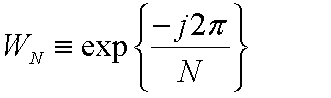 W_N ≡ exp{ -j2π / N }